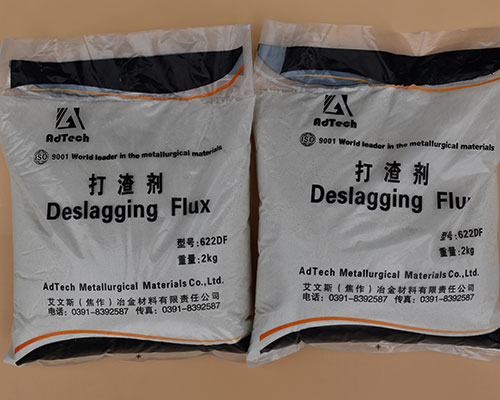 AdTech
ISO 9001 World leader in the metallurgical materials
打渣剂
Deslagging Flux
型号:622DF
重量:2kg
AdTech Metallurgical Materials Co.,Ltd.
艾文斯(焦作)冶金材料有限责任公司
电话:0391-8392587 传真:0391-8392587
AdTech
ISO 9001 World leader in the metallurgical materials
打渣剂
Deslagging Flu
型号:622DF
重量:2kg
AdTech Metallurgical Materials Co.,Ltd.
艾文斯(焦作)冶金材料有限责任公司
电话:0391-8392587 传真:0391-8392587